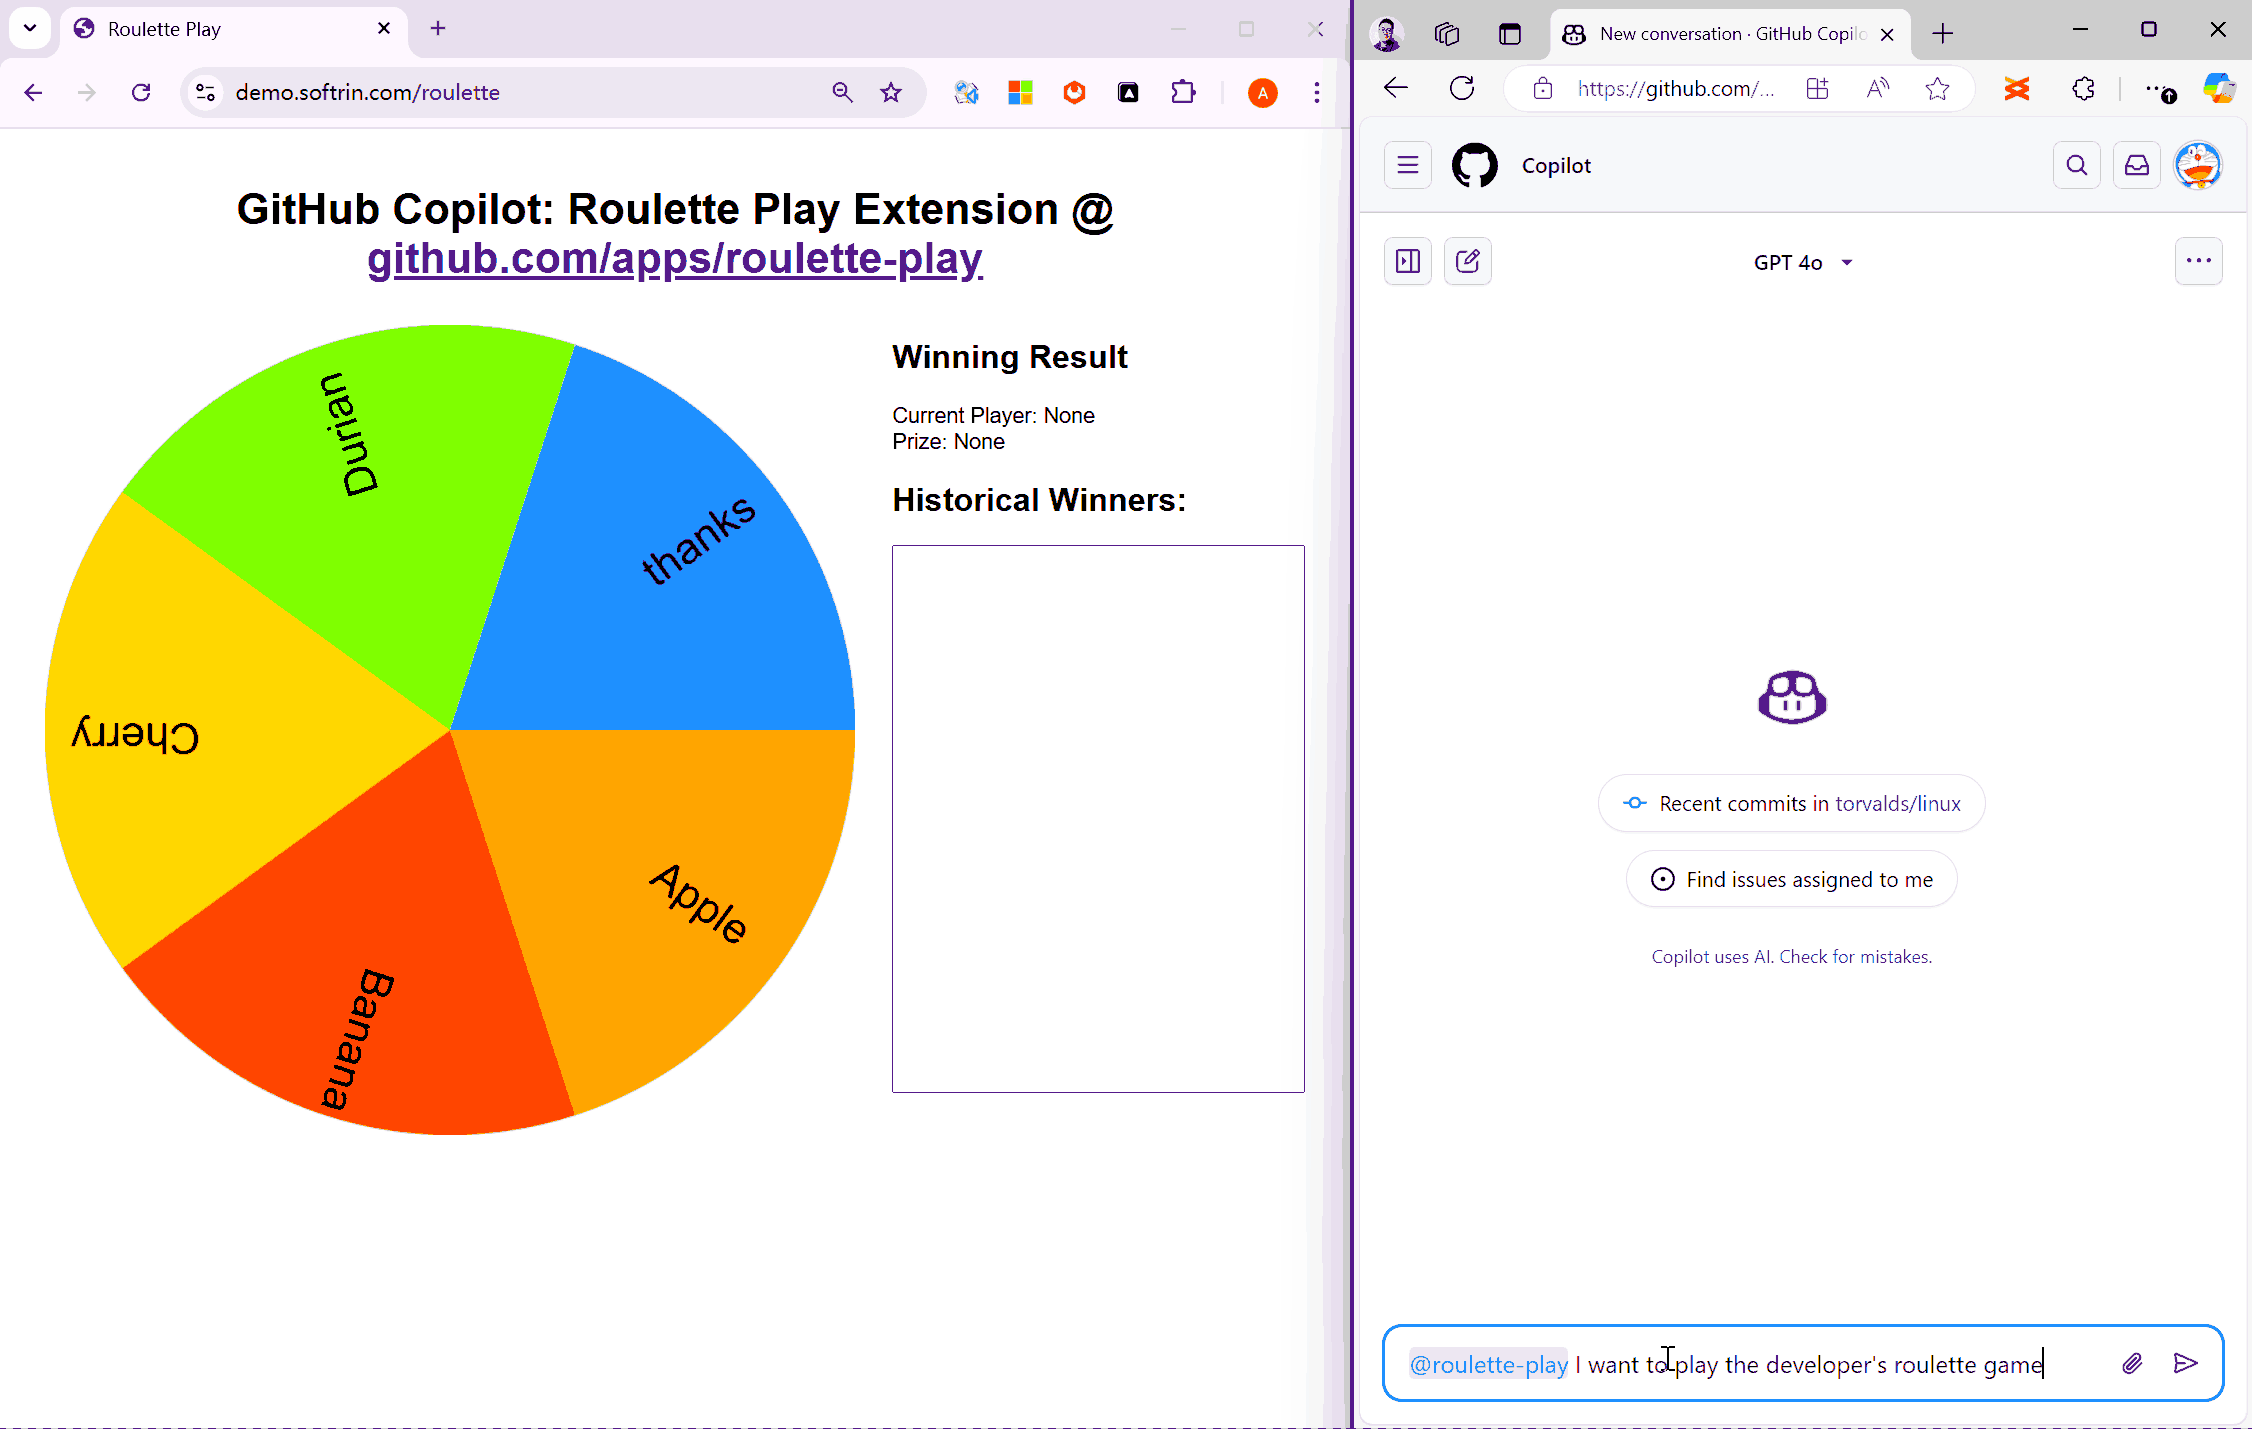 Roulette Play
demo.softrin.com/roulette
A
GitHub Copilot: Roulette Play Extension @
github.com/apps/roulette-play
Durian
thanks
Cherry
Apple
Banana
Winning Result
Current Player: None
Prize: None
Historical Winners:
New conversation · GitHub Copilo
https://github.com/...
Copilot
GPT 4o
Recent commits in torvalds/linux
Find issues assigned to me
Copilot uses AI. Check for mistakes.
@roulette-play I want to play the developer's roulette game